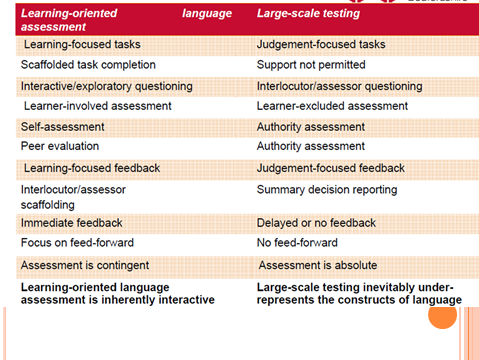 Learning-oriented language Large-scale testing
assessment
Learning-focused tasks Judgement-focused tasks
Scaffolded task completion Support not permitted
Interactive/exploratory questioning Interlocutor/assessor questioning
Learner-involved assessment Learner-excluded assessment
Self-assessment Authority assessment
Peer evaluation Authority assessment
Learning-focused feedback Judgement-focused feedback
Interlocutor/assessor Summary decision reporting
scaffolding
Immediate feedback Delayed or no feedback
Focus on feed-forward No feed-forward
Assessment is contingent Assessment is absolute
Learning-oriented language Large-scale testing inevitably under-
assessment is inherently interactive represents the constructs of language